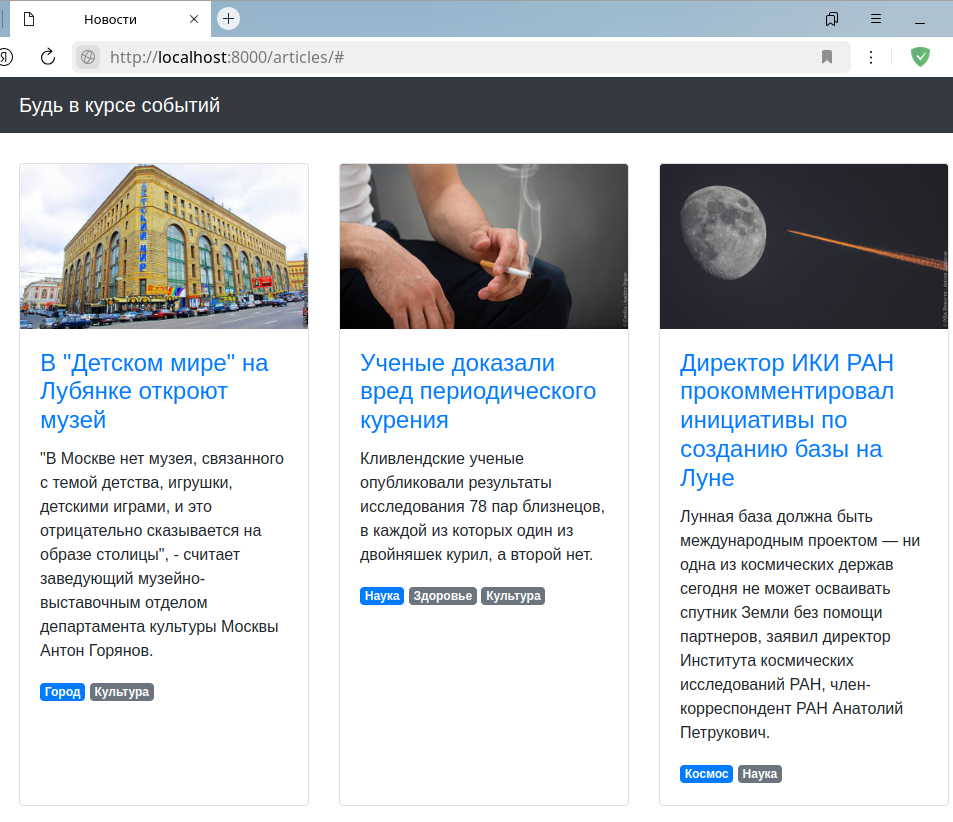 Новости
http://localhost:8000/articles/#
Будь в курсе событий
ДЕТСКИЙ МИР
В "Детском мире" на
Лубянке откроют
музей
"В Москве нет музея, связанного
с темой детства, игрушки,
детскими играми, и это
отрицательно сказывается на
образе столицы", - считает
заведующий музейно-
выставочным отделом
департамента культуры Москвы
Антон Горянов.
Город Культура
Ученые доказали
вред периодического
курения
Кливлендские ученые
опубликовали результаты
исследования 78 пар близнецов,
в каждой из которых один из
двойняшек курил, а второй нет.
Наука Здоровье Культура
Директор ИКИ РАН
прокомментировал
инициативы по
созданию базы на
Луне
Лунная база должна быть
международным проектом — ни
одна из космических держав
сегодня не может осваивать
спутник Земли без помощи
партнеров, заявил директор
Института космических
исследований РАН, член-
корреспондент РАН Анатолий
Петрукович.
Космос Наука